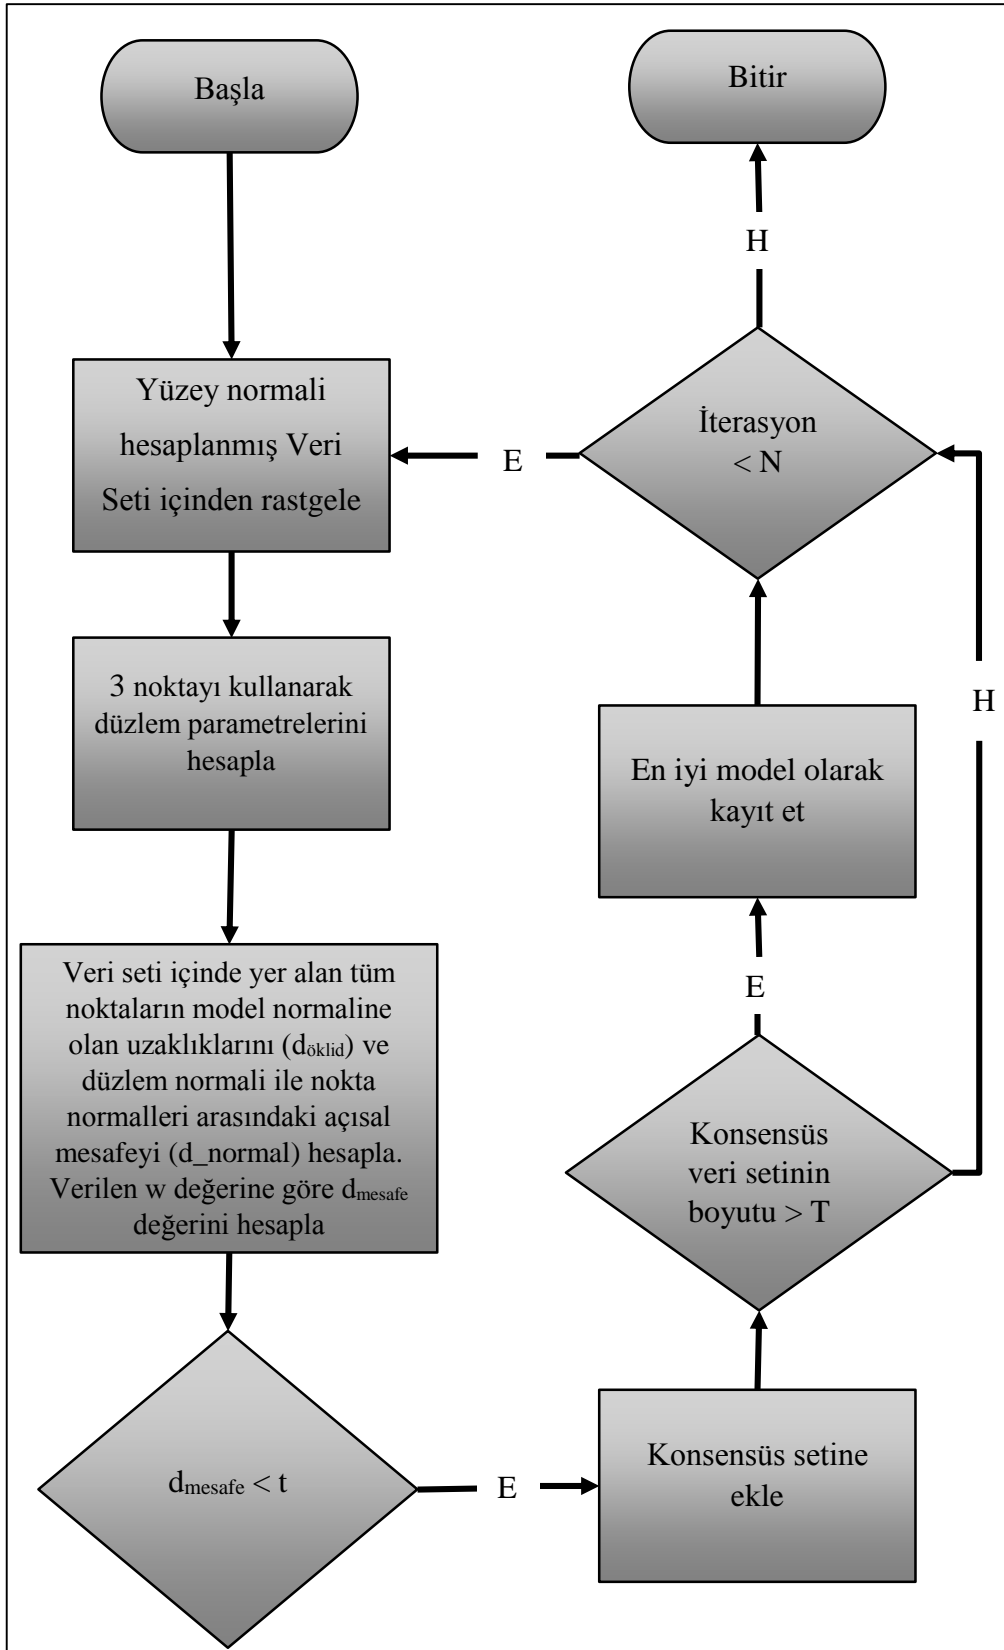 Başla
Yüzey normali
hesaplanmış Veri
Seti içinden rastgele
3 noktayı kullanarak
düzlem parametrelerini
hesapla
Veri seti içinde yer alan tüm
noktaların model normaline
olan uzaklıklarını (döklid) ve
düzlem normali ile nokta
normalleri arasındaki açısal
mesafeyi (d_normal) hesapla.
Verilen w değerine göre dmesafe
değerini hesapla
dmesafe < t
E
Konsensüs setine
ekle
Konsensüs
veri setinin
boyutu > T
E
H
En iyi model olarak
kayıt et
İterasyon
< N
E
H
Bitir